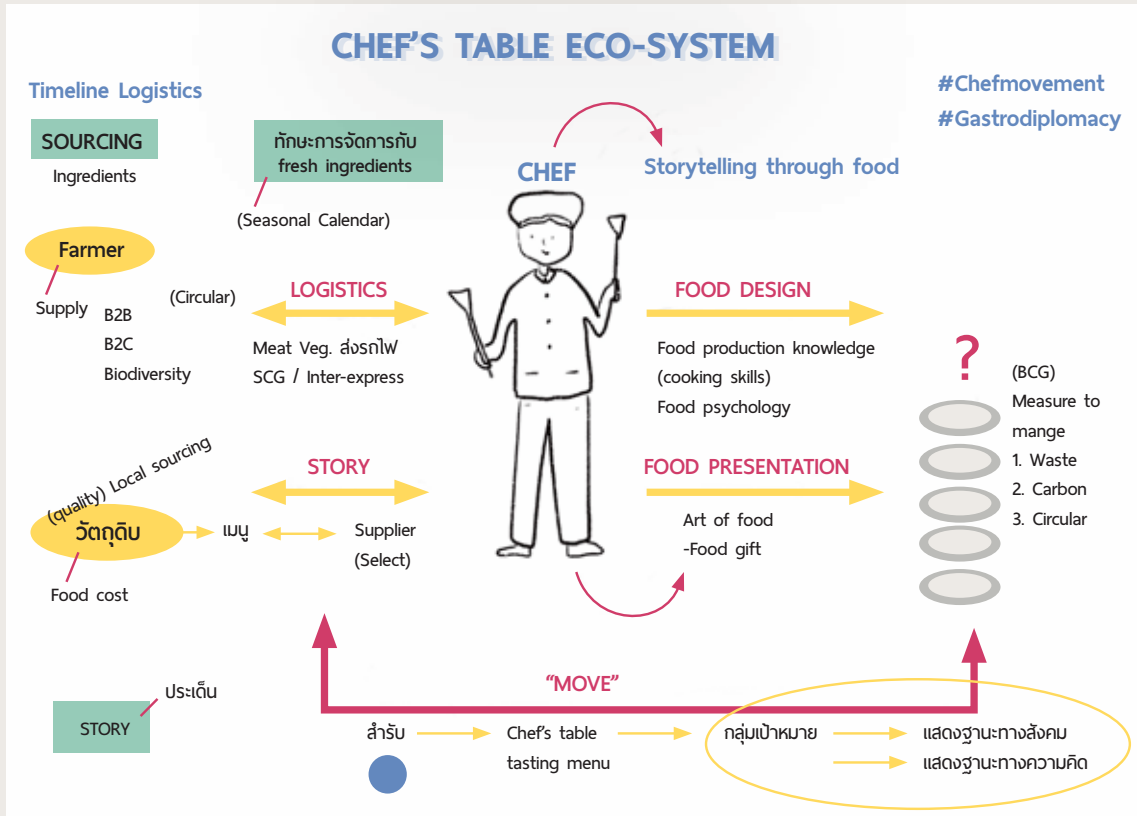 CHEF'S TABLE ECO-SYSTEM
Timeline Logistics
#Chefmovement
#Gastrodiplomacy
SOURCING
Ingredients
ทักษะการจัดการกับ
fresh ingredients
(Seasonal Calendar)
CHEF
Storytelling through food
Farmer
Supply
B2B
B2C
Biodiversity
(Circular)
LOGISTICS
Meat Veg. ส่งรถไฟ
SCG / Inter-express
FOOD DESIGN
Food production knowledge
(cooking skills)
Food psychology
?
(BCG)
Measure to
mange
1. Waste
2. Carbon
3. Circular
(quality) Local sourcing
วัตถุดิบ
Food cost
เมนู
STORY
Supplier
(Select)
FOOD PRESENTATION
Art of food
-Food gift
"MOVE"
ประเด็น
STORY
สำรับ
Chef's table
tasting menu
กลุ่มเป้าหมาย
แสดงฐานะทางสังคม
แสดงฐานะทางความคิด